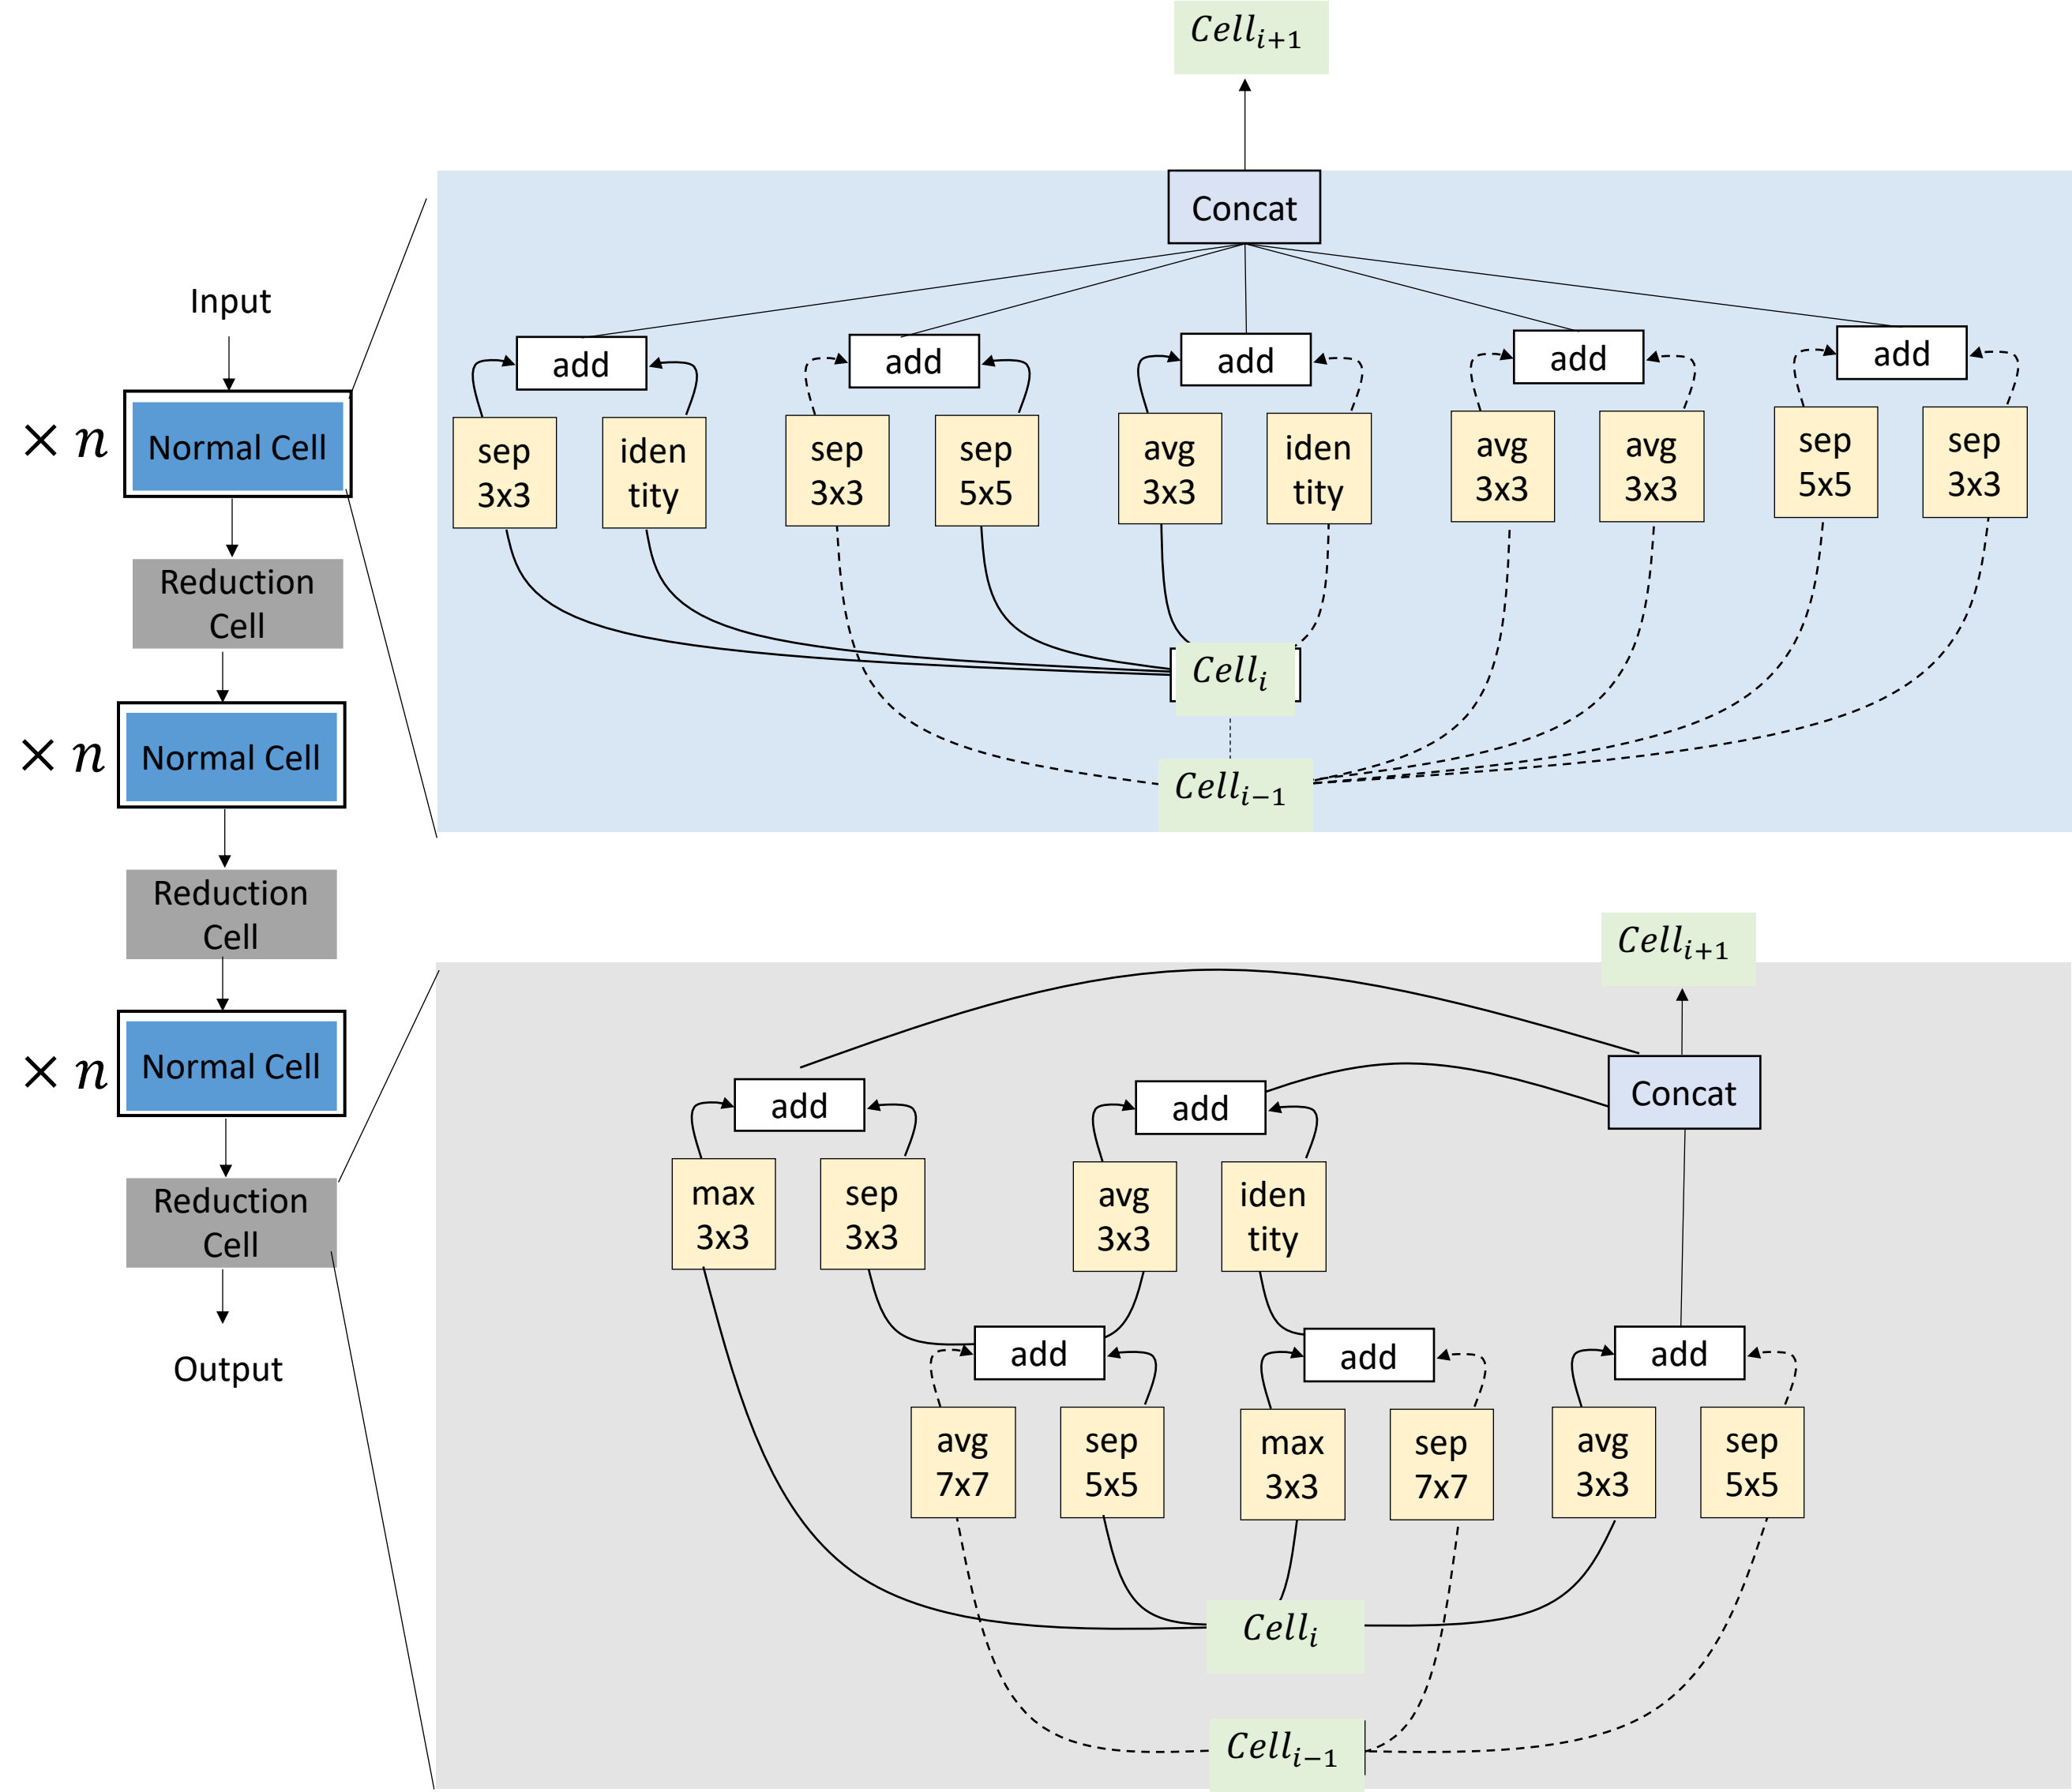 Input
× n
Normal Cell
Reduction
Cell
× n
Normal Cell
Reduction
Cell
× n
Normal Cell
Reduction
Cell
Output
Cell_{i+1}
Concat
add
add
add
add
add
sep
3x3
iden
tity
sep
3x3
sep
5x5
avg
3x3
iden
tity
avg
3x3
avg
3x3
sep
5x5
sep
3x3
Cell_i
Cell_{i−1}
Cell_{i+1}
Concat
add
add
max
3x3
sep
3x3
avg
3x3
iden
tity
add
add
add
avg
7x7
sep
5x5
max
3x3
sep
7x7
avg
3x3
sep
5x5
Cell_i
Cell_{i−1}